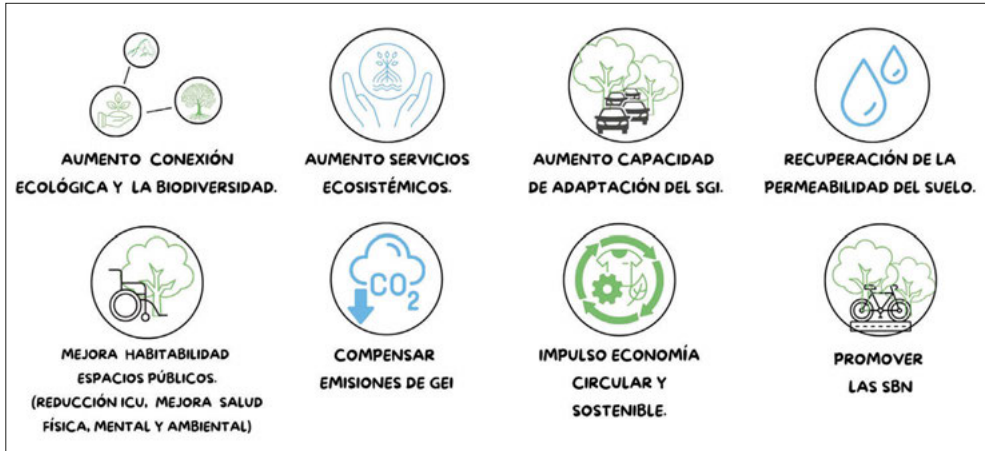 AUMENTO CONEXIÓN
ECOLÓGICA Y LA BIODIVERSIDAD.
AUMENTO SERVICIOS
ECOSISTÉMICOS.
AUMENTO CAPACIDAD
DE ADAPTACIÓN DEL SGI.
RECUPERACIÓN DE LA
PERMEABILIDAD DEL SUELO.
MEJORA HABITABILIDAD
ESPACIOS PÚBLICOS.
(REDUCCIÓN ICU, MEJORA SALUD
FÍSICA, MENTAL Y AMBIENTAL)
CO2
COMPENSAR
EMISIONES DE GEI
IMPULSO ECONOMÍA
CIRCULAR Y
SOSTENIBLE.
PROMOVER
LAS SBN